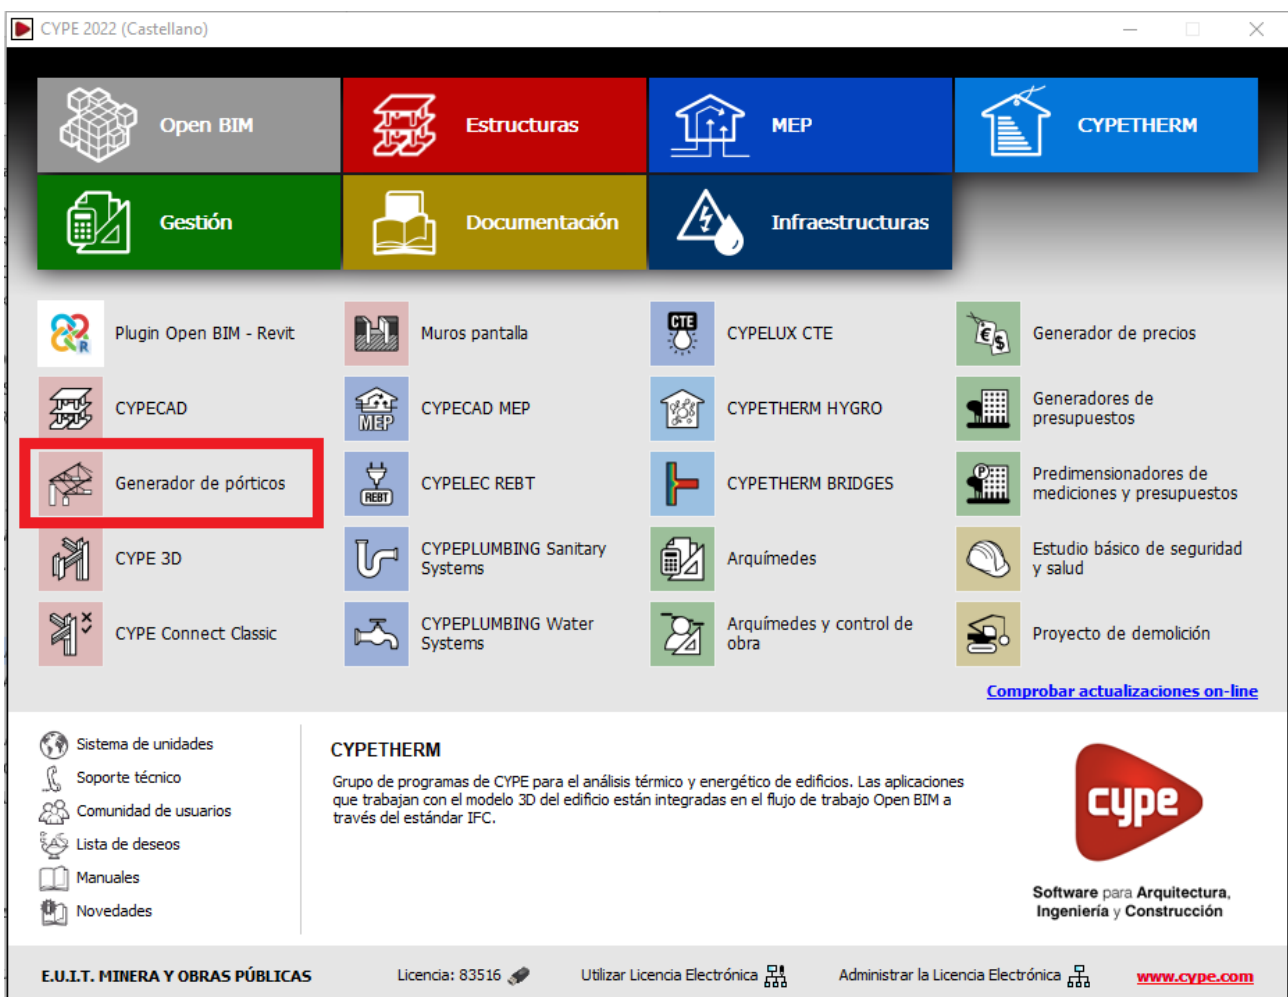 CYPE 2022 (Castellano)
Open BIM
Estructuras
MEP
CYPETHERM
Gestión
Documentación
Infraestructuras
Plugin Open BIM - Revit
R
Muros pantalla
CTE
CYPELUX CTE
€ $
Generador de precios
CYPECAD
MEP
CYPECAD MEP
CYPETHERM HYGRO
Generadores de
presupuestos
Generador de pórticos
REBT
CYPELEC REBT
CYPETHERM BRIDGES
P
Predimensionadores de
mediciones y presupuestos
CYPE 3D
CYPEPLUMBING Sanitary
Systems
Arquímedes
Estudio básico de seguridad
y salud
CYPE Connect Classic
CYPEPLUMBING Water
Systems
Arquímedes y control de
obra
Proyecto de demolición
Comprobar actualizaciones on-line
Sistema de unidades
Soporte técnico
Comunidad de usuarios
Lista de deseos
Manuales
Novedades
CYPETHERM
Grupo de programas de CYPE para el análisis térmico y energético de edificios. Las aplicaciones
que trabajan con el modelo 3D del edificio están integradas en el flujo de trabajo Open BIM a
través del estándar IFC.
cype
Software para Arquitectura,
Ingeniería y Construcción
E.U.I.T. MINERA Y OBRAS PÚBLICAS
Licencia: 83516
Utilizar Licencia Electrónica
Administrar la Licencia Electrónica
www.cype.com